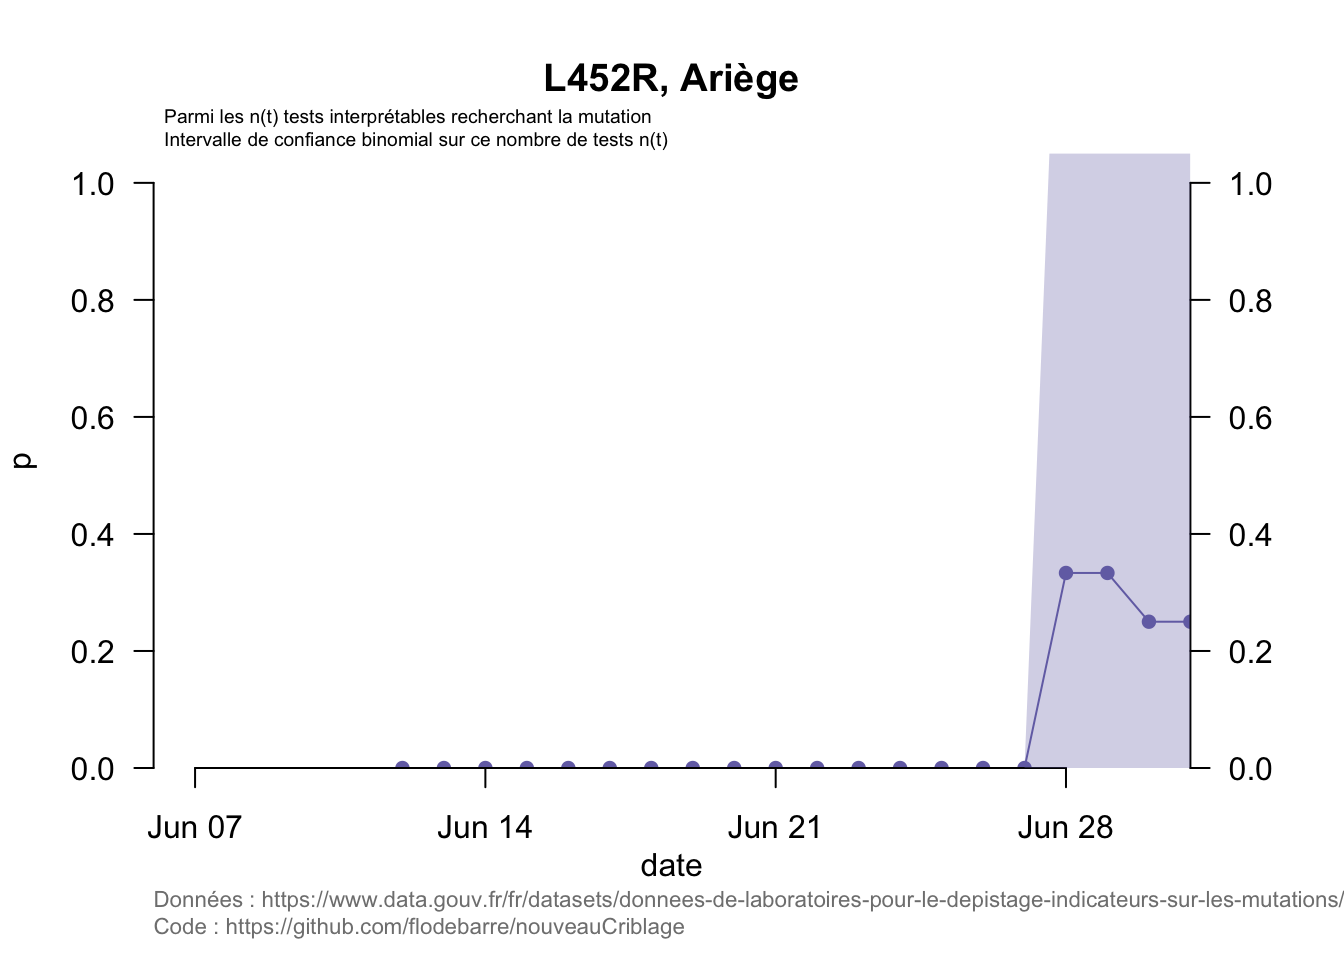 L452R, Ariège
Parmi les n(t) tests interprétables recherchant la mutation
Intervalle de confiance binomial sur ce nombre de tests n(t)
1.0 1.0
0.8 0.8
0.6 0.6
p
0.4 0.4
0.2 0.2
0.0 0.0
Jun 07 Jun 14 Jun 21 Jun 28
date
Données : https://www.data.gouv.fr/fr/datasets/donnees-de-laboratoires-pour-le-depistage-indicateurs-sur-les-mutations/
Code : https://github.com/flodebarre/nouveauCriblage